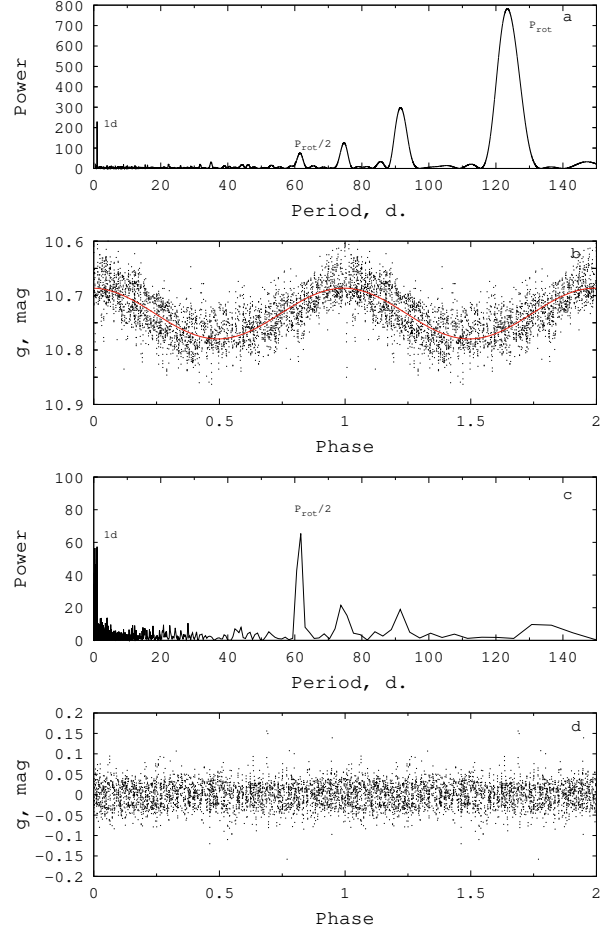 800
700
600
500
400
300
200
100
0
Power
a
P_rot
1d
P_rot/2
0 20 40 60 80 100 120 140
Period, d.
10.6
10.7
10.8
10.9
g, mag
b
0 0.5 1 1.5 2
Phase
100
80
60
40
20
0
Power
c
P_rot/2
1d
0 20 40 60 80 100 120 140
Period, d.
0.2
0.15
0.1
0.05
0
-0.05
-0.1
-0.15
-0.2
g, mag
d
0 0.5 1 1.5 2
Phase